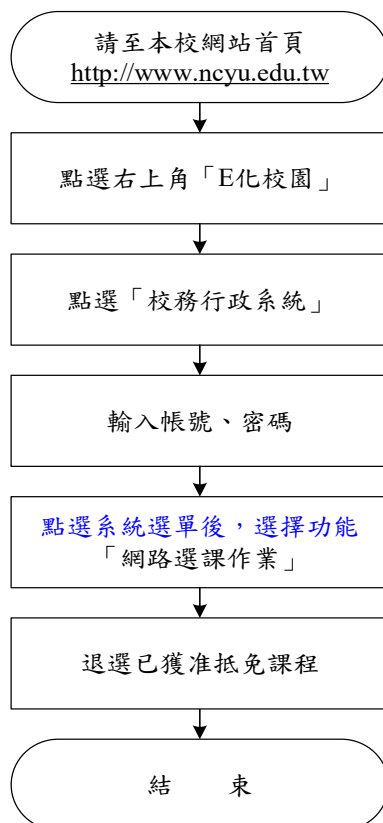 請至本校網站首頁
http://www.ncyu.edu.tw
點選右上角「E化校園」
點選「校務行政系統」
輸入帳號、密碼
點選系統選單後，選擇功能
「網路選課作業」
退選已獲准抵免課程
結　　束